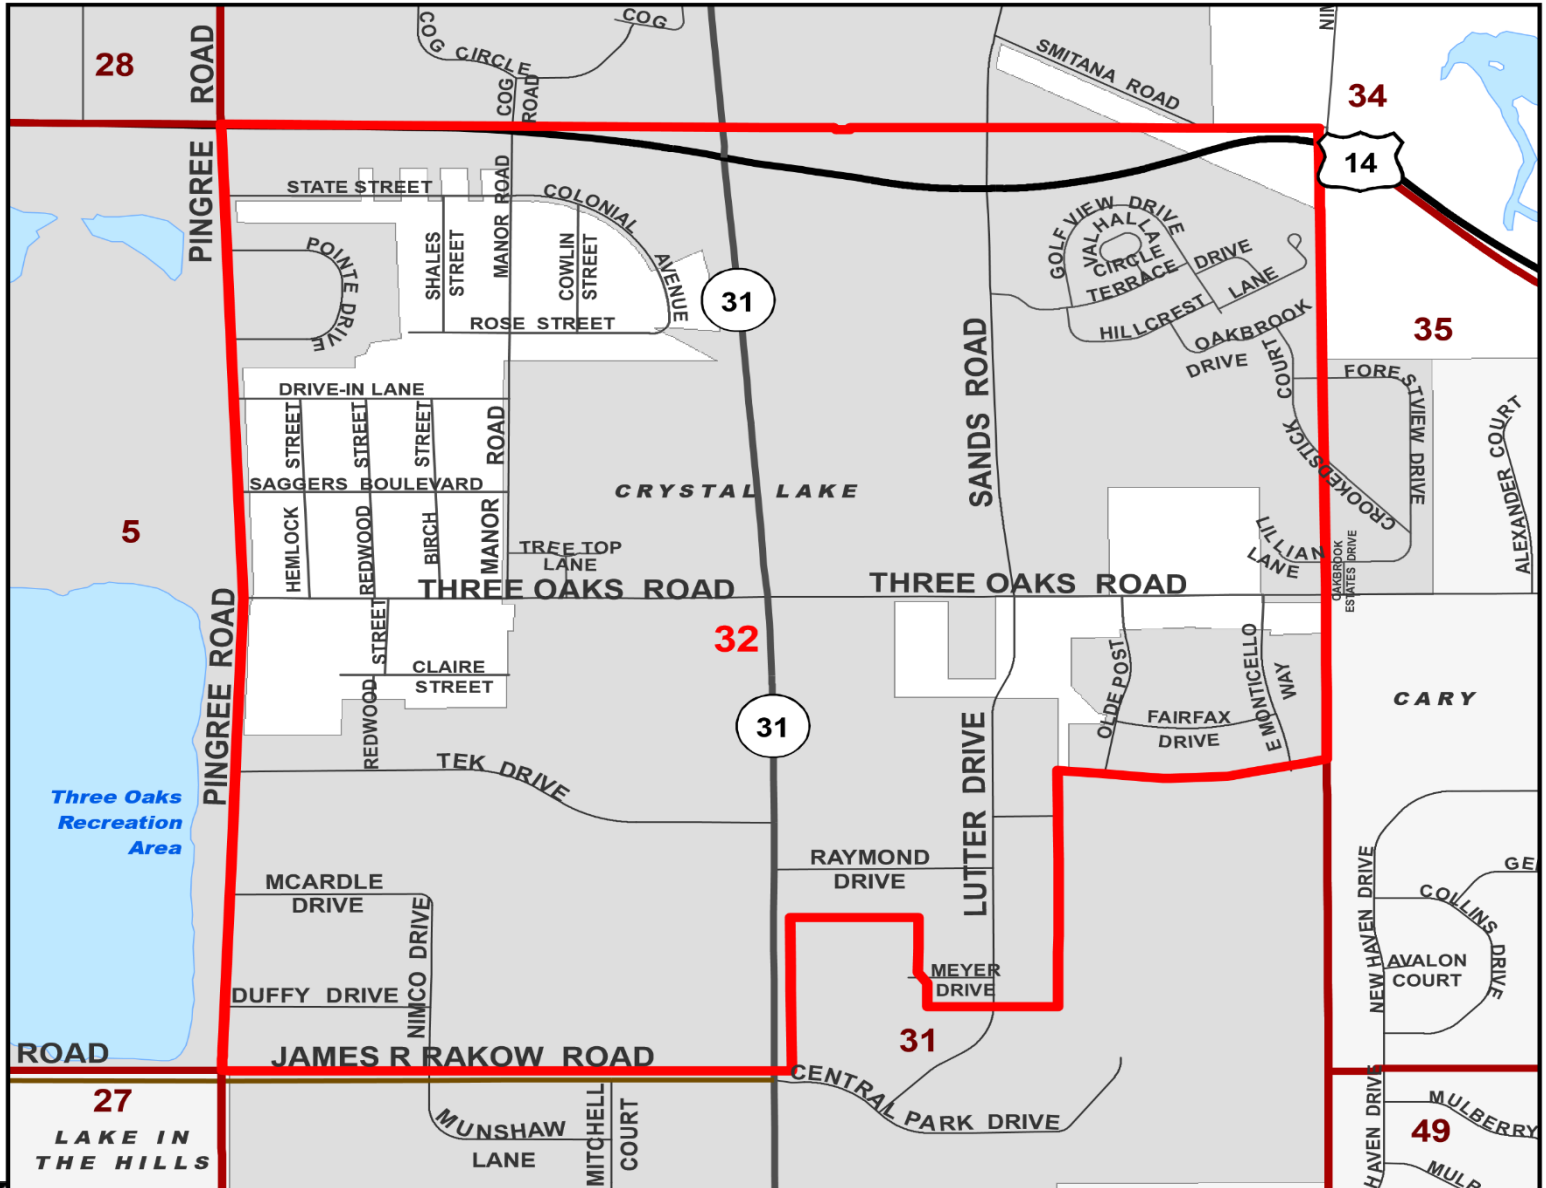 28
ROAD
COG
COG
CIRCLE
COG
ROAD
SMITANA ROAD
NIN
34
14
PINGREE
STATE STREET
MANOR ROAD
COLONIAL
AVENUE
POINTE DRIVE
SHALES
STREET
COWLIN
STREET
ROSE STREET
31
GOLF VIEW DRIVE
VALHALLA
CIRCLE
TERRACE
DRIVE
LANE
HILLCREST
OAKBROOK
DRIVE
COURT
CROOKEDSTICK
35
FORESTVIEW DRIVE
ALEXANDER COURT
DRIVE-IN LANE
STREET
STREET
STREET
ROAD
SAGGERS BOULEVARD
HEMLOCK
REDWOOD
BIRCH
MANOR
CRYSTAL LAKE
SANDS ROAD
5
TREE TOP
LANE
LILLIAN
LANE
OAKBROOK
ESTATES DRIVE
THREE OAKS ROAD
THREE OAKS ROAD
PINGREE ROAD
STREET
REDWOOD
CLAIRE
STREET
32
31
OLDE POST
E MONTICELLO
WAY
FAIRFAX
DRIVE
CARY
TEK DRIVE
LUTTER DRIVE
Three Oaks
Recreation
Area
MCARDLE
DRIVE
NIMCO DRIVE
RAYMOND
DRIVE
NEW HAVEN DRIVE
GE
COLLINS DRIVE
AVALON
COURT
DUFFY DRIVE
MEYER
DRIVE
31
ROAD
JAMES R RAKOW ROAD
27
LAKE IN
THE HILLS
MUNSHAW
LANE
MITCHELL
COURT
CENTRAL PARK DRIVE
HAVEN DRIVE
MULBERRY
49
MULB